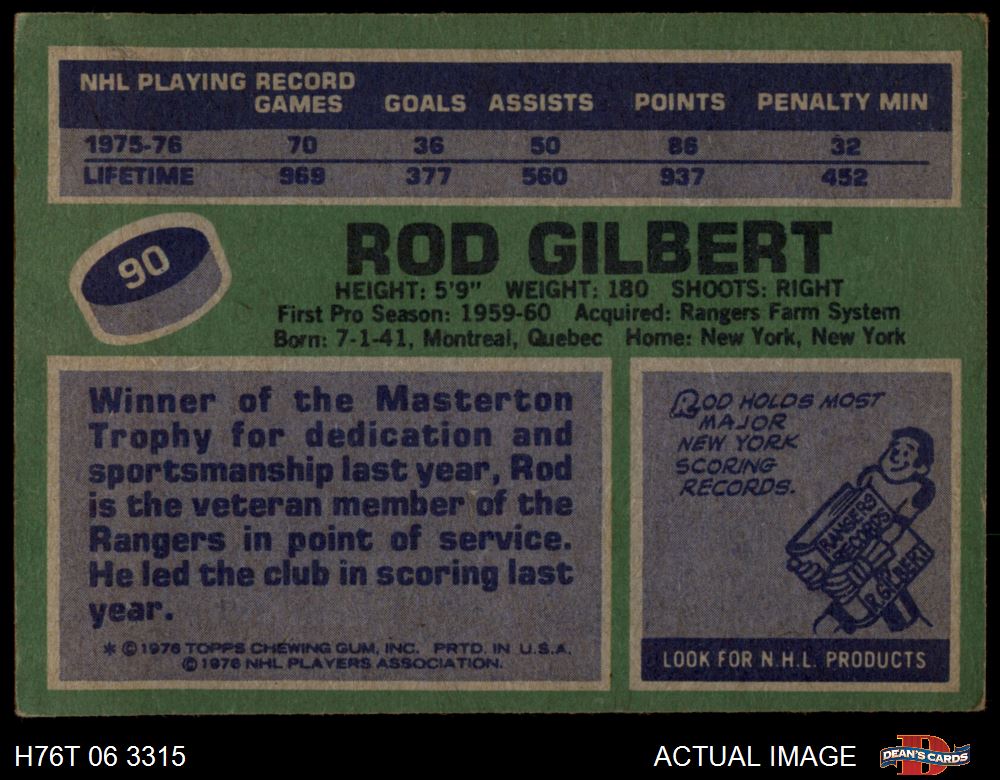 NHL PLAYING RECORD
GAMES GOALS ASSISTS POINTS PENALTY MIN
1975-76 70 36 50 86 32
LIFETIME 969 377 560 937 452
90
ROD GILBERT
HEIGHT: 5'9" WEIGHT: 180 SHOOTS: RIGHT
First Pro Season: 1959-60 Acquired: Rangers Farm System
Born: 7-1-41, Montreal, Quebec Home: New York, New York
Winner of the Masterton
Trophy for dedication and
sportsmanship last year, Rod
is the veteran member of the
Rangers in point of service.
He led the club in scoring last
year.
* © 1976 TOPPS CHEWING GUM, INC. PRTD. IN U.S.A.
© 1976 NHL PLAYERS ASSOCIATION.
ROD HOLDS MOST
MAJOR
NEW YORK
SCORING
RECORDS.
RANGERS
RECORDS
R. GILBERT
LOOK FOR N.H.L. PRODUCTS
H76T 06 3315
ACTUAL IMAGE
D
DEAN'S CARDS